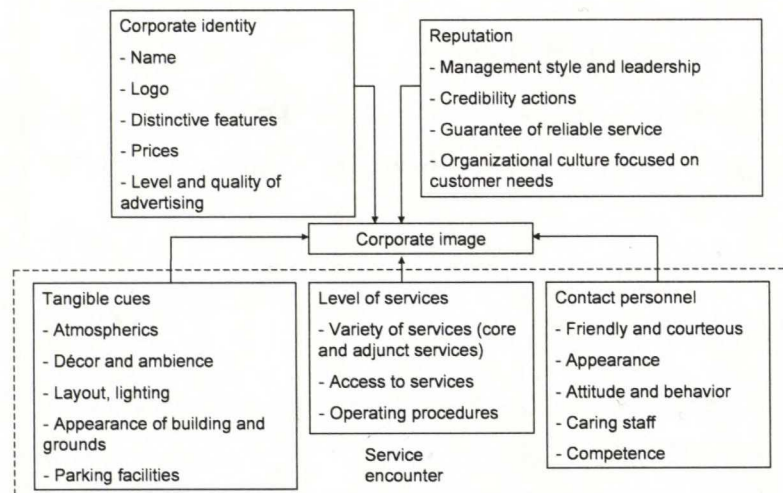 Corporate identity
- Name
- Logo
- Distinctive features
- Prices
- Level and quality of
advertising
Reputation
- Management style and leadership
- Credibility actions
- Guarantee of reliable service
- Organizational culture focused on
customer needs
Corporate image
Tangible cues
- Atmospherics
- Décor and ambience
- Layout, lighting
- Appearance of building and
grounds
- Parking facilities
Level of services
- Variety of services (core
and adjunct services)
- Access to services
- Operating procedures
Service
encounter
Contact personnel
- Friendly and courteous
- Appearance
- Attitude and behavior
- Caring staff
- Competence